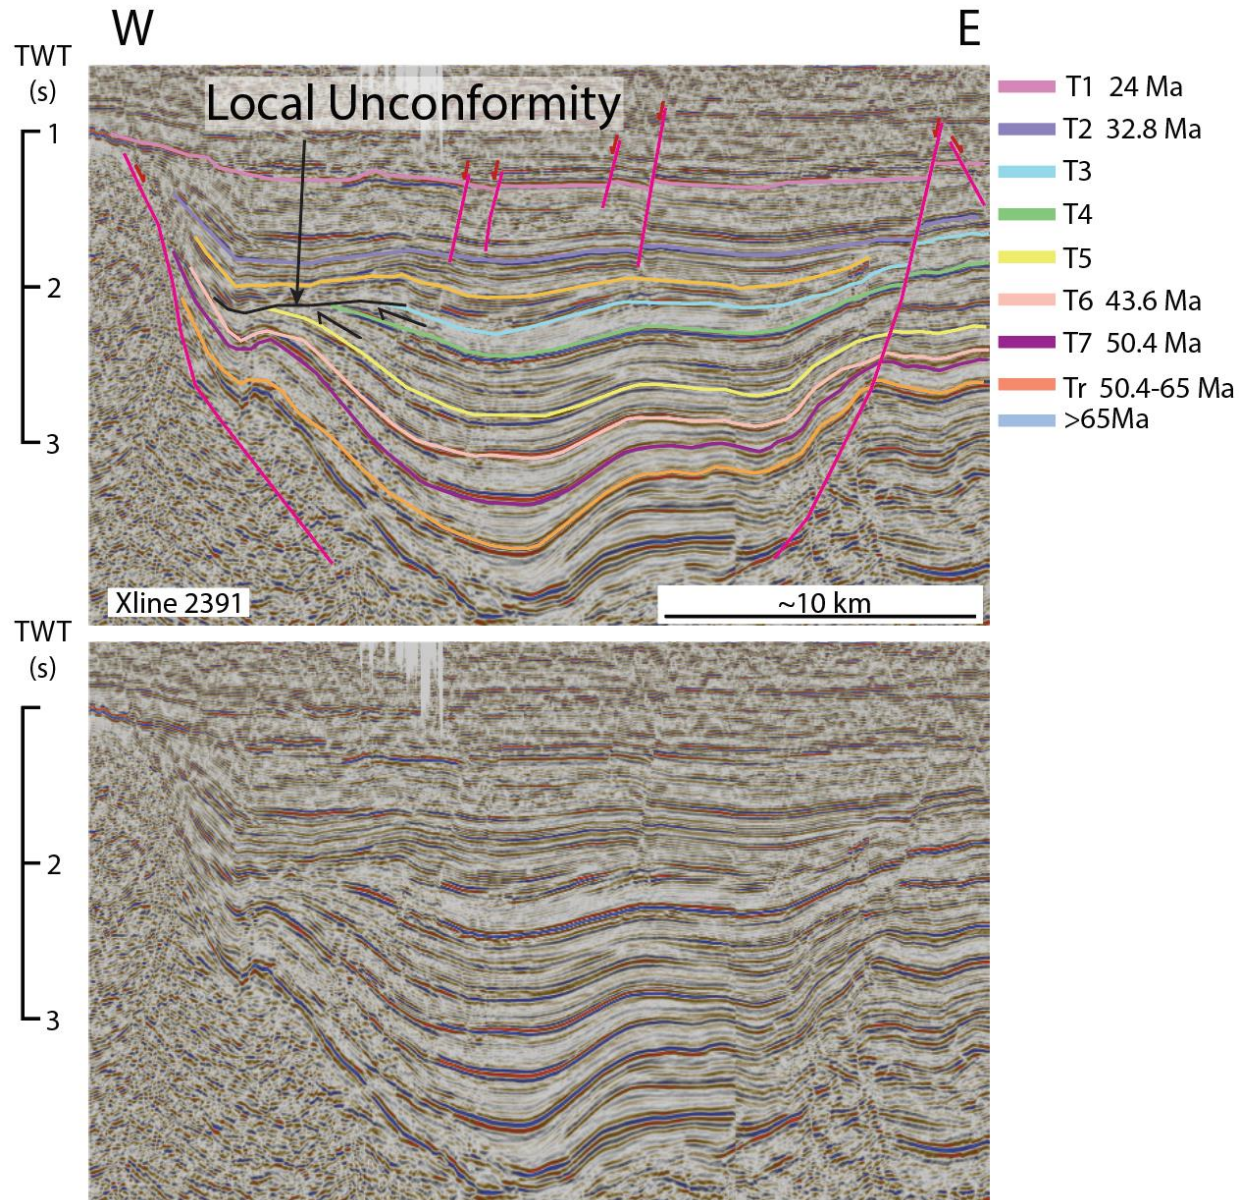 W
E
TWT
(s)
Local Unconformity
1
2
3
T1 24 Ma
T2 32.8 Ma
T3
T4
T5
T6 43.6 Ma
T7 50.4 Ma
Tr 50.4-65 Ma
>65Ma
Xline 2391
~10 km
TWT
(s)
2
3